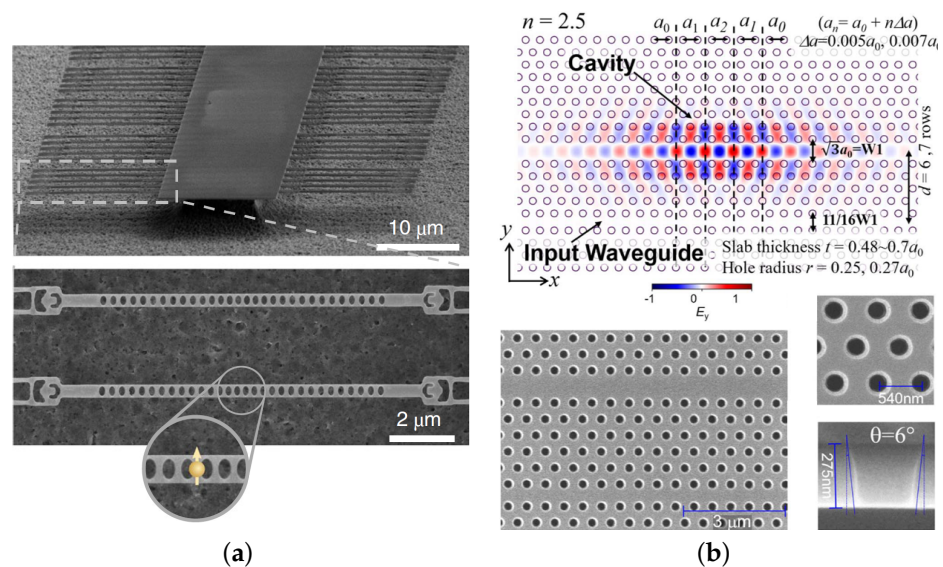 10 μm
2 μm
(a)
n = 2.5
a₀ a₁ a₂ a₁ a₀
(aₙ= a₀ + nΔa)
Δa=0.005a₀, 0.007a₀
Cavity
√3a₀=W1
d = 6, 7 rows
11/16W1
Input Waveguide
y
x
Slab thickness t = 0.48~0.7a₀
Hole radius r = 0.25, 0.27a₀
-1 0 1
E_y
3 μm
540nm
θ=6°
275nm
(b)